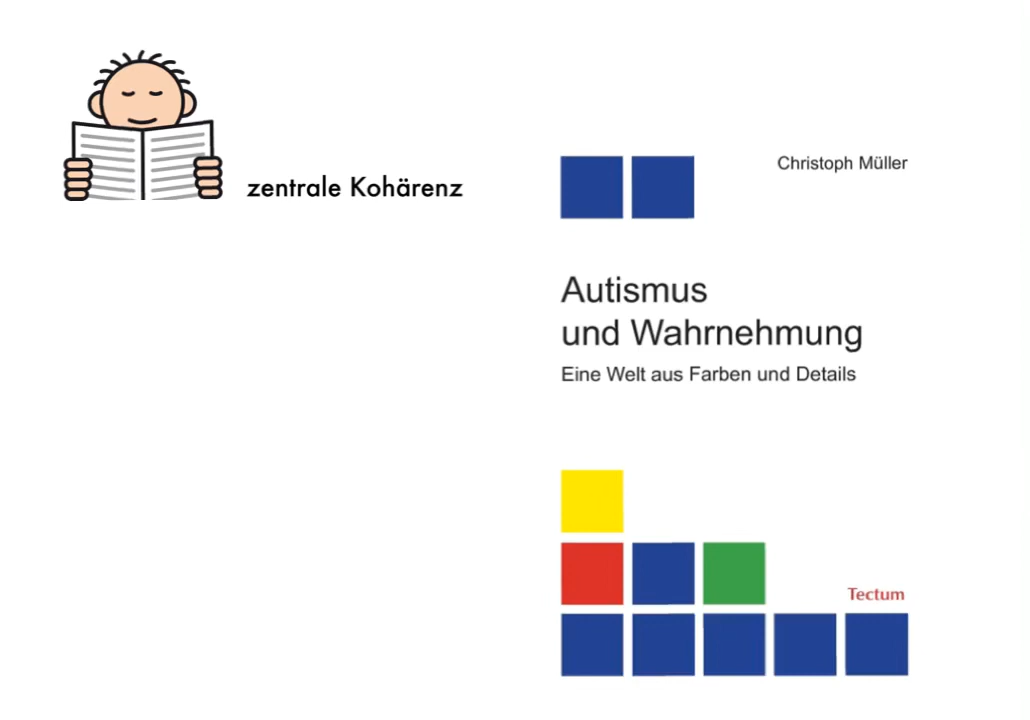 zentrale Kohärenz
Christoph Müller
Autismus
und Wahrnehmung
Eine Welt aus Farben und Details
Tectum